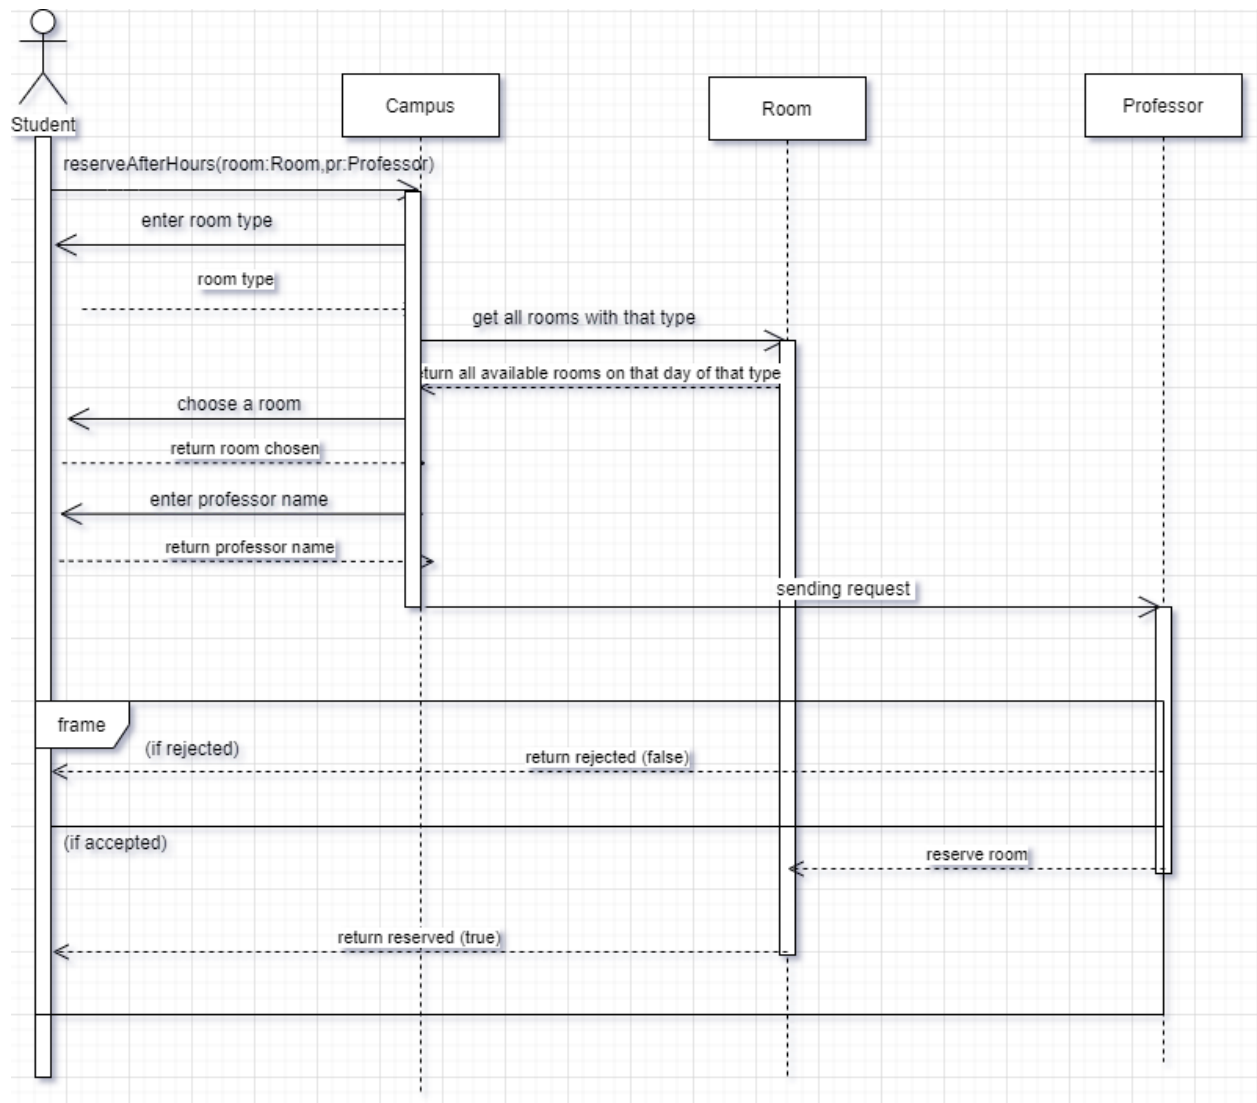 Student
Campus
Room
Professor
reserveAfterHours(room:Room,pr:Professor)
enter room type
room type
get all rooms with that type
turn all available rooms on that day of that type
choose a room
return room chosen
enter professor name
return professor name
sending request
frame
(if rejected)
return rejected (false)
(if accepted)
reserve room
return reserved (true)